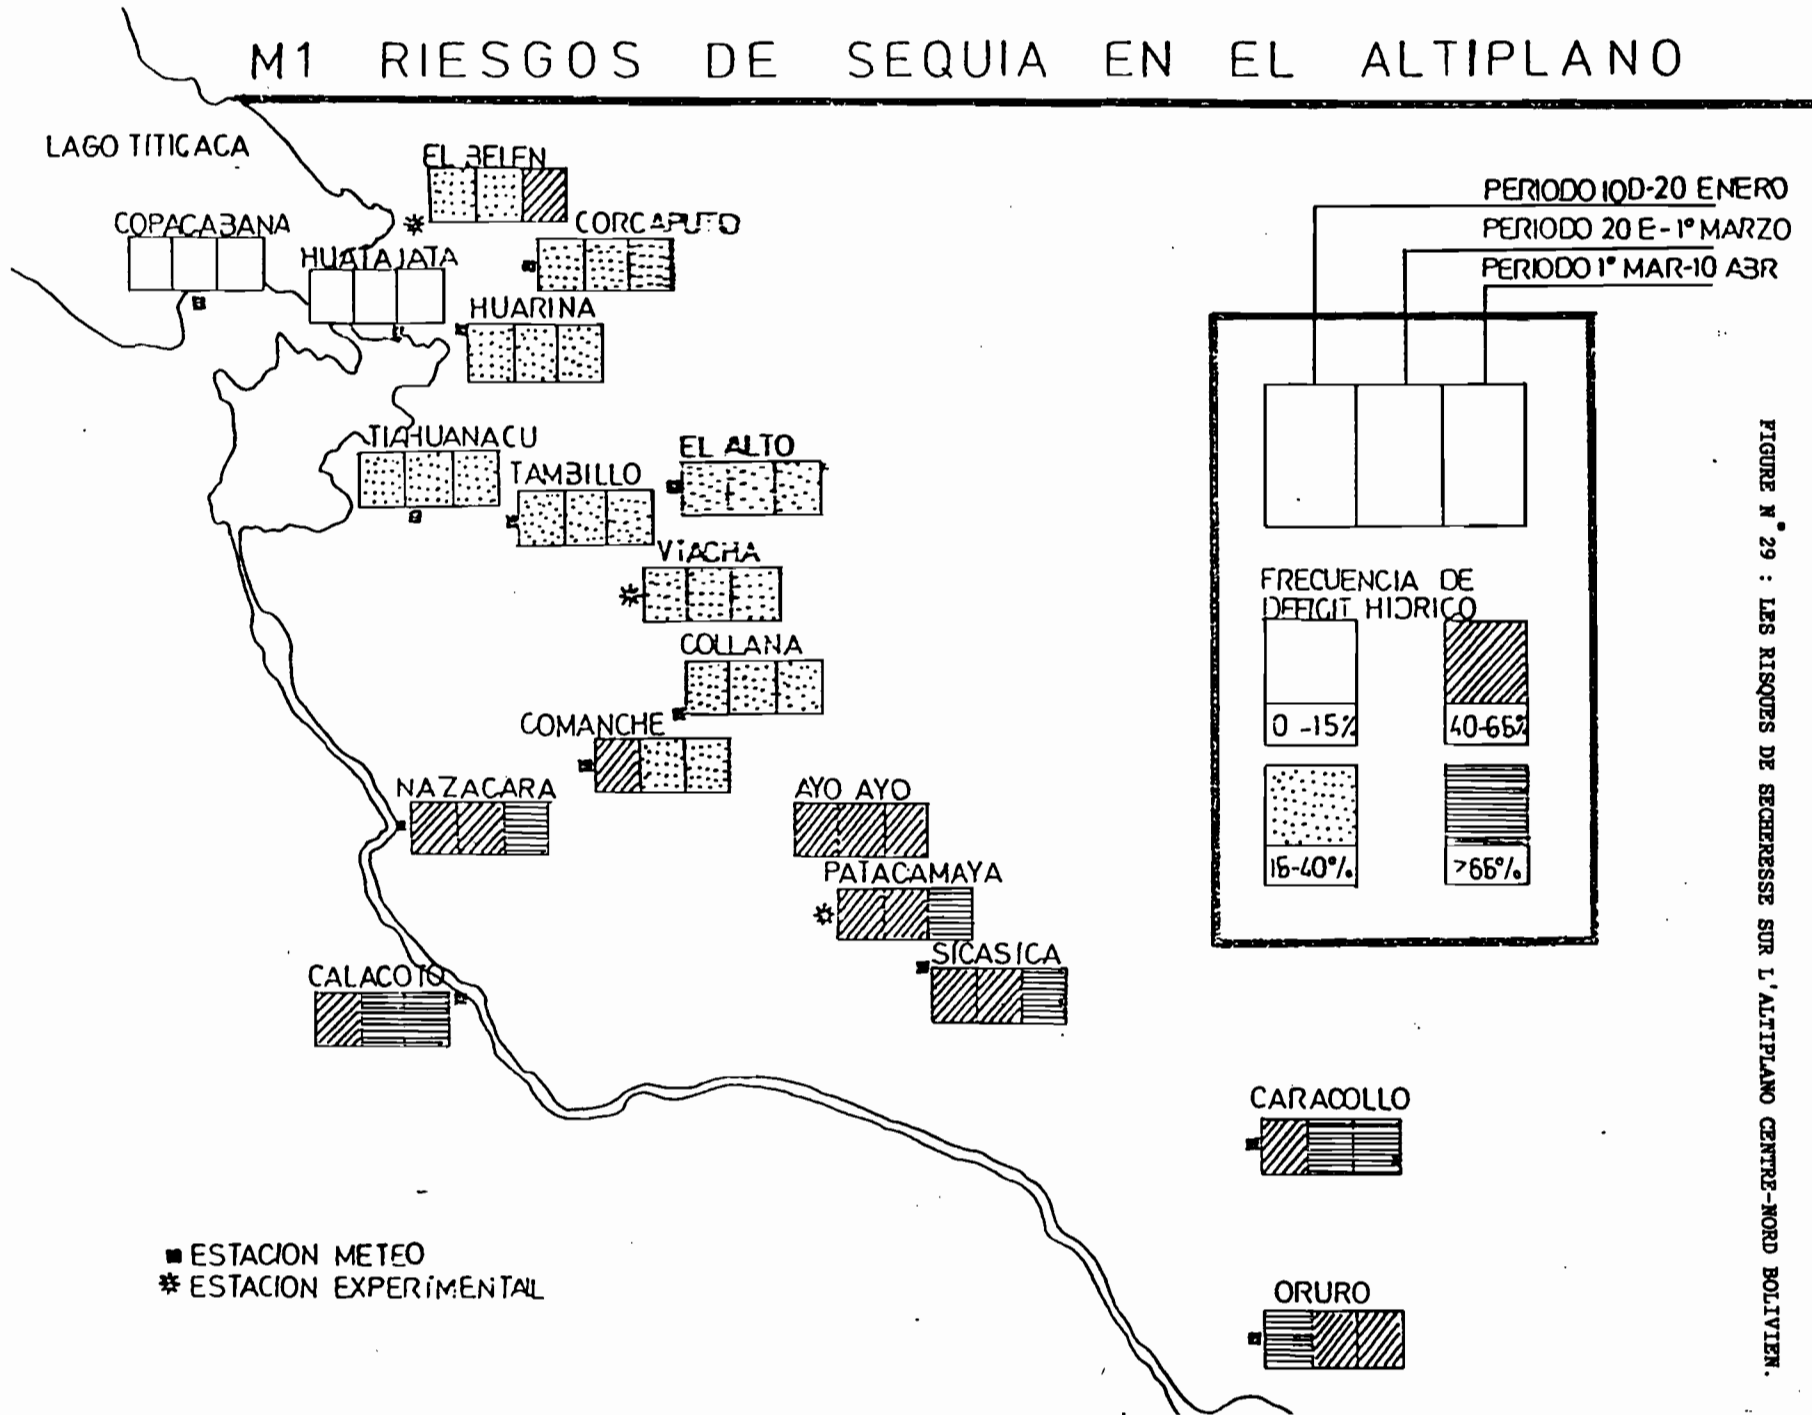 M1 RIESGOS DE SEQUIA EN EL ALTIPLANO
LAGO TITICACA
EL BELEN
COPACABANA
CORCAPUTO
HUATAJATA
HUARINA
TIAHUANACU
TAMBILLO
EL ALTO
VIACHA
COLLANA
COMANCHE
NAZACARA
AYO AYO
PATACAMAYA
SICASICA
CALACOTO
CARACOLLO
ORURO
PERIODO 10D-20 ENERO
PERIODO 20 E-1° MARZO
PERIODO 1° MAR-10 ABR
FRECUENCIA DE
DEFICIT HIDRICO
0 -15%
40-65%
15-40%
>65%
ESTACION METEO
ESTACION EXPERIMENTAL
FIGURE N° 29 : LES RISQUES DE SECHERESSE SUR L'ALTIPLANO CENTRE-NORD BOLIVIEN.